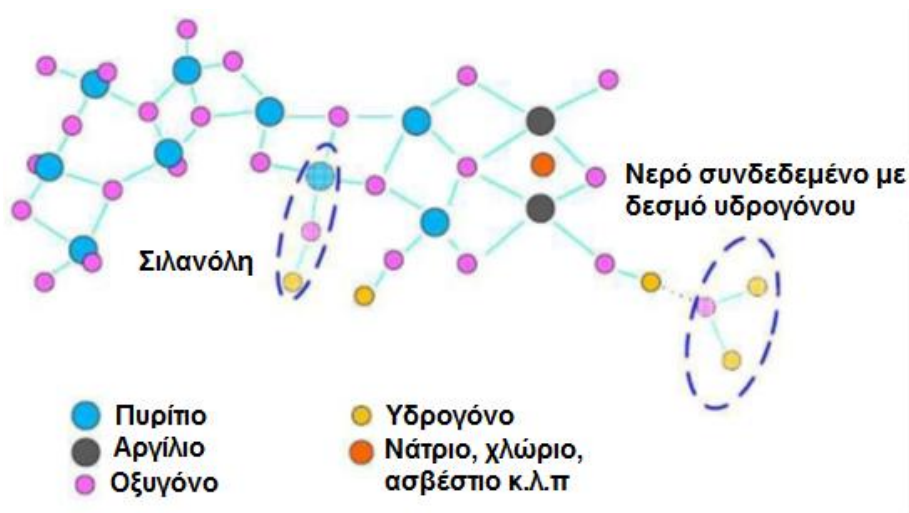 Νερό συνδεδεμένο με
δεσμό υδρογόνου
Σιλανόλη
Πυρίτιο
Αργίλιο
Οξυγόνο
Υδρογόνο
Νάτριο, χλώριο,
ασβέστιο κ.λ.π